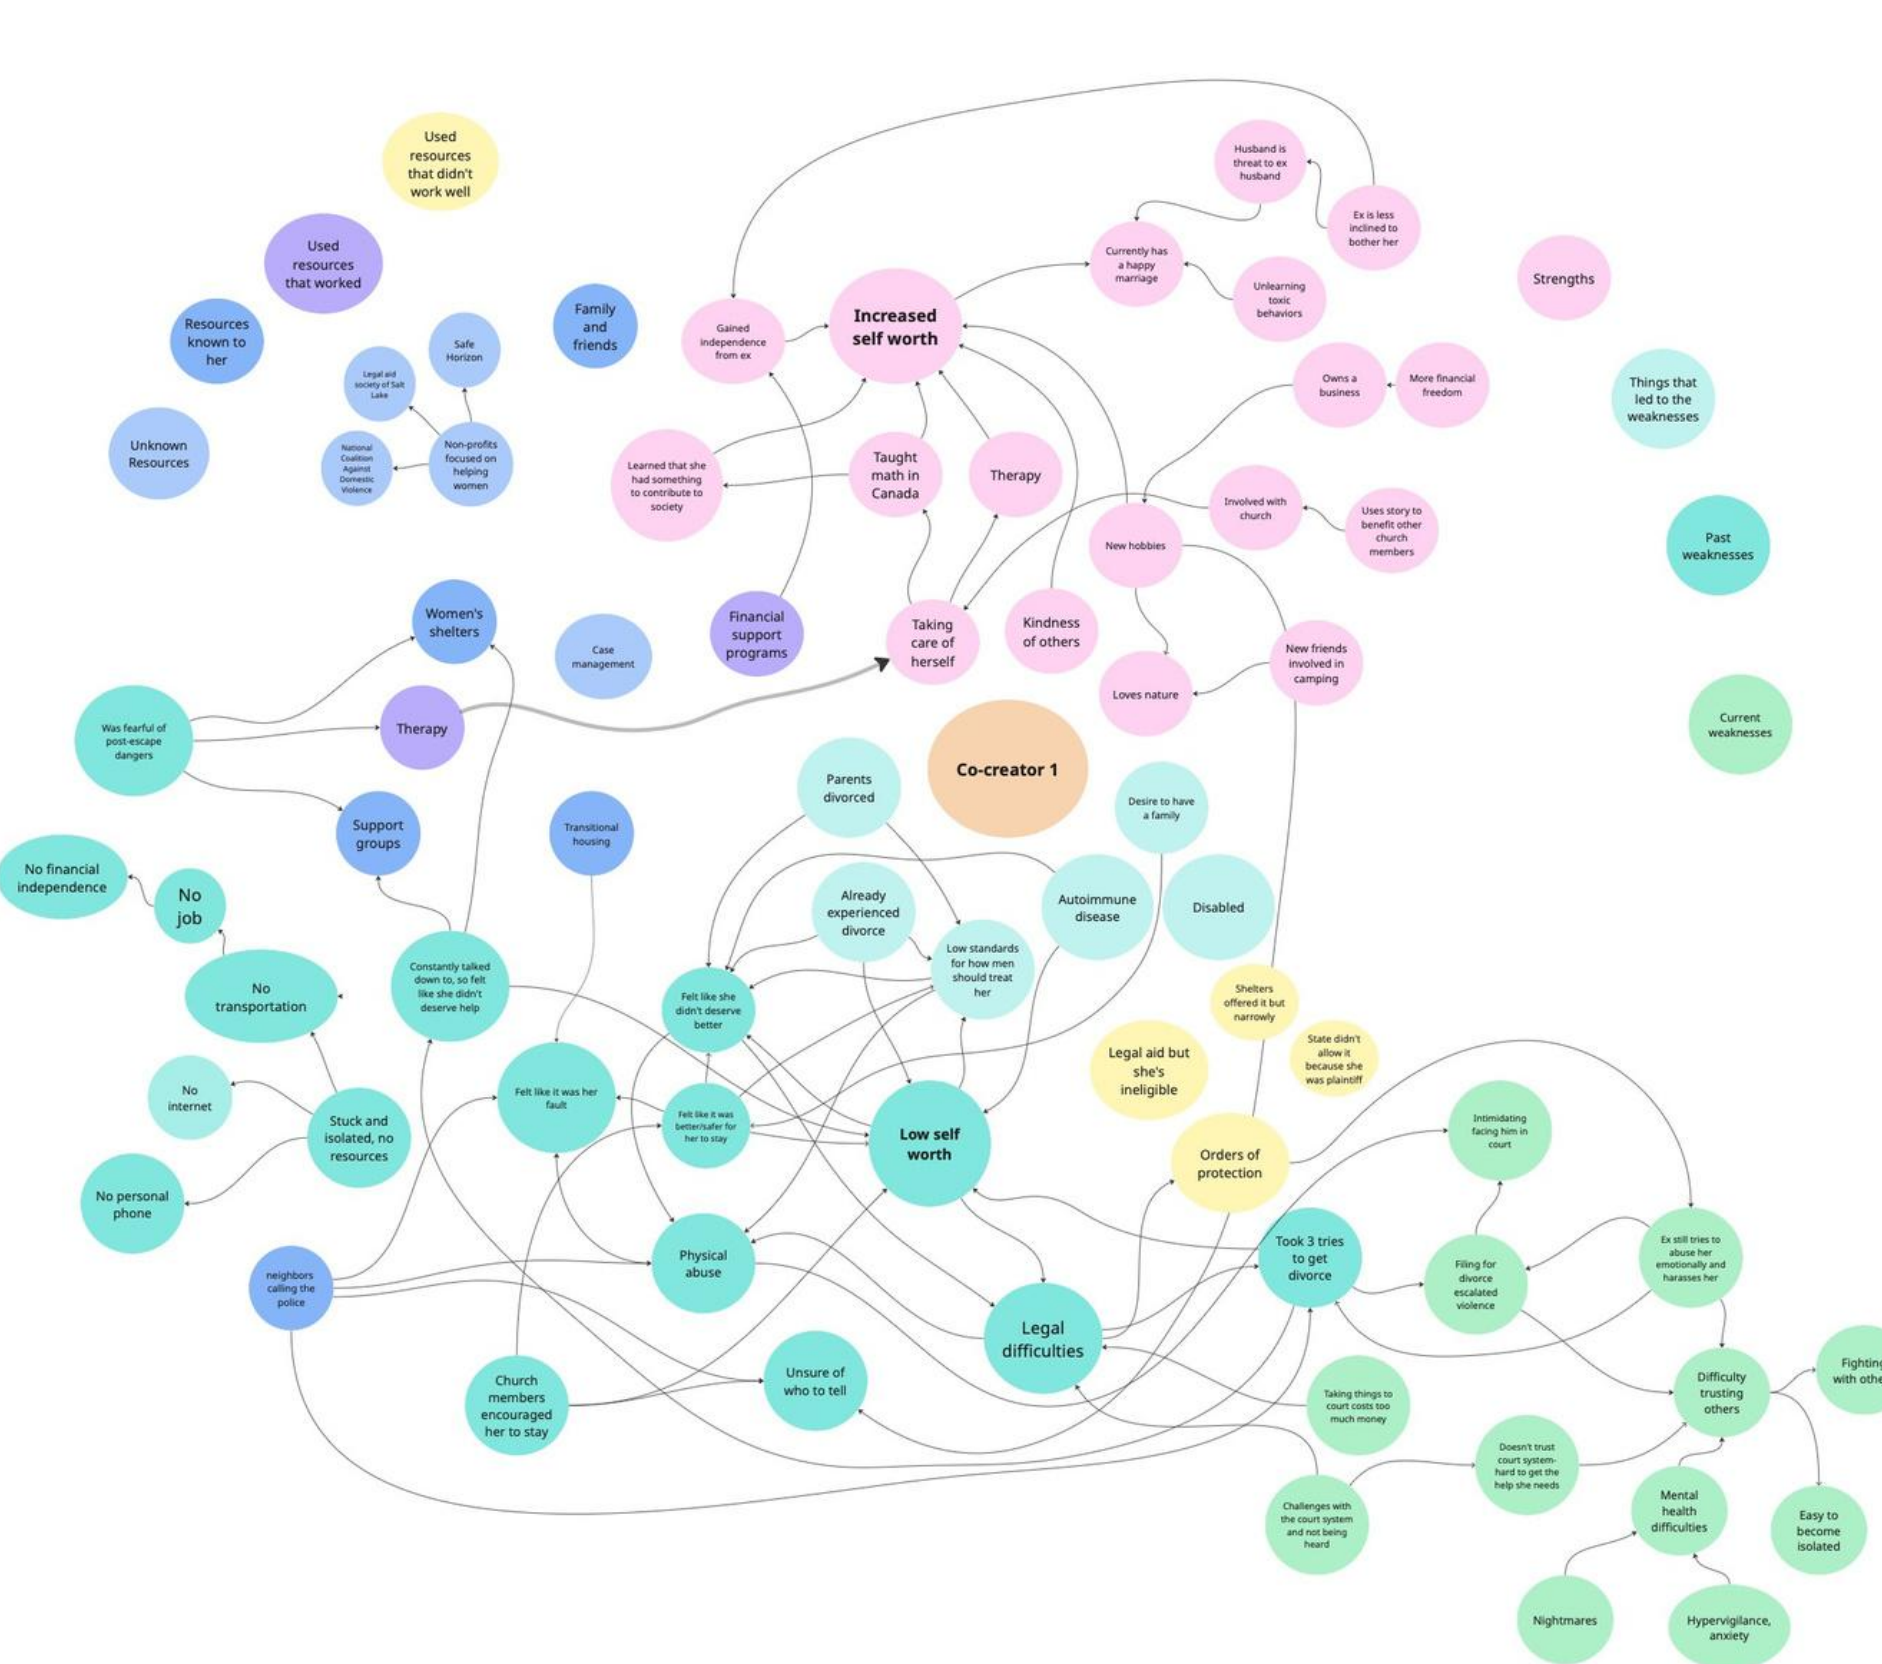 Used
resources
that didn't
work well
Used
resources
that worked
Resources
known to
her
Unknown
Resources
Safe
Horizon
Legal aid
society of Salt
Lake
National
Coalition
Against
Domestic
Violence
Non-profits
focused on
helping
women
Family
and
friends
Gained
independence
from ex
Increased
self worth
Husband is
threat to ex
husband
Ex is less
inclined to
bother her
Currently has
a happy
marriage
Unlearning
toxic
behaviors
Strengths
Owns a
business
More financial
freedom
Things that
led to the
weaknesses
Learned that she
had something
to contribute to
society
Taught
math in
Canada
Therapy
New hobbies
Involved with
church
Uses story to
benefit other
church
members
Past
weaknesses
Women's
shelters
Case
management
Financial
support
programs
Taking
care of
herself
Kindness
of others
Loves nature
New friends
involved in
camping
Current
weaknesses
Was fearful of
post-escape
dangers
Therapy
Support
groups
Transitional
housing
Co-creator 1
Parents
divorced
Desire to have
a family
Already
experienced
divorce
Autoimmune
disease
Disabled
Low standards
for how men
should treat
her
No financial
independence
No
job
No
transportation
Constantly talked
down to, so felt
like she didn't
deserve help
Felt like she
didn't deserve
better
Shelters
offered it but
narrowly
Legal aid but
she's
ineligible
State didn't
allow it
because she
was plaintiff
No
internet
Stuck and
isolated, no
resources
No personal
phone
Felt like it was her
fault
Felt like it was
better/safer for
her to stay
Low self
worth
Orders of
protection
Intimidating
facing him in
court
neighbors
calling the
police
Physical
abuse
Took 3 tries
to get
divorce
Filing for
divorce
escalated
violence
Ex still tries to
abuse her
emotionally and
harasses her
Legal
difficulties
Church
members
encouraged
her to stay
Unsure of
who to tell
Taking things to
court costs too
much money
Difficulty
trusting
others
Fighting
with
Doesn't trust
court system-
hard to get the
help she needs
Challenges with
the court system
and not being
heard
Mental
health
difficulties
Easy to
become
isolated
Nightmares
Hypervigilance,
anxiety